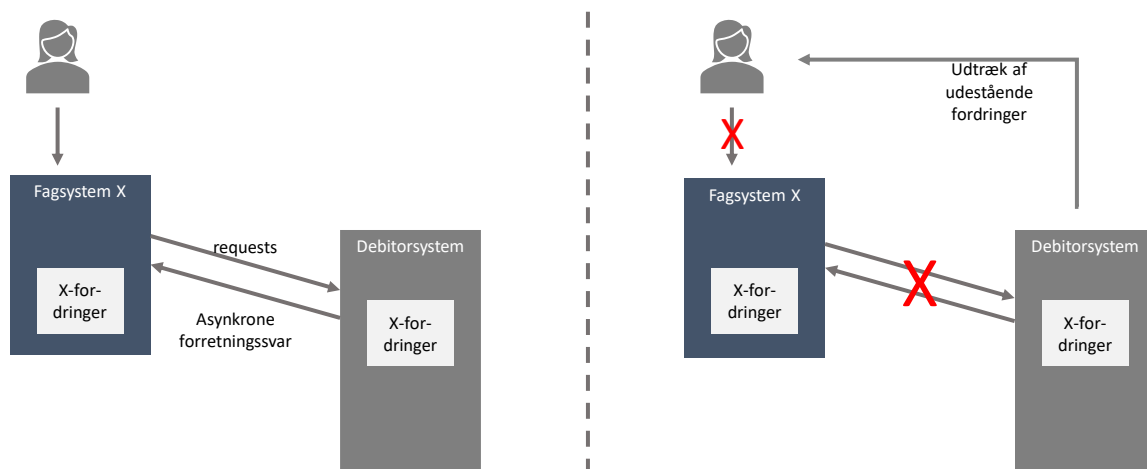 Fagsystem X
requests
Debitorsystem
X-for-
dringer
Asynkrone
forretningssvar
X-for-
dringer
Udtræk af
udestående
fordringer
X
Fagsystem X
Debitorsystem
X
X-for-
dringer
X-for-
dringer